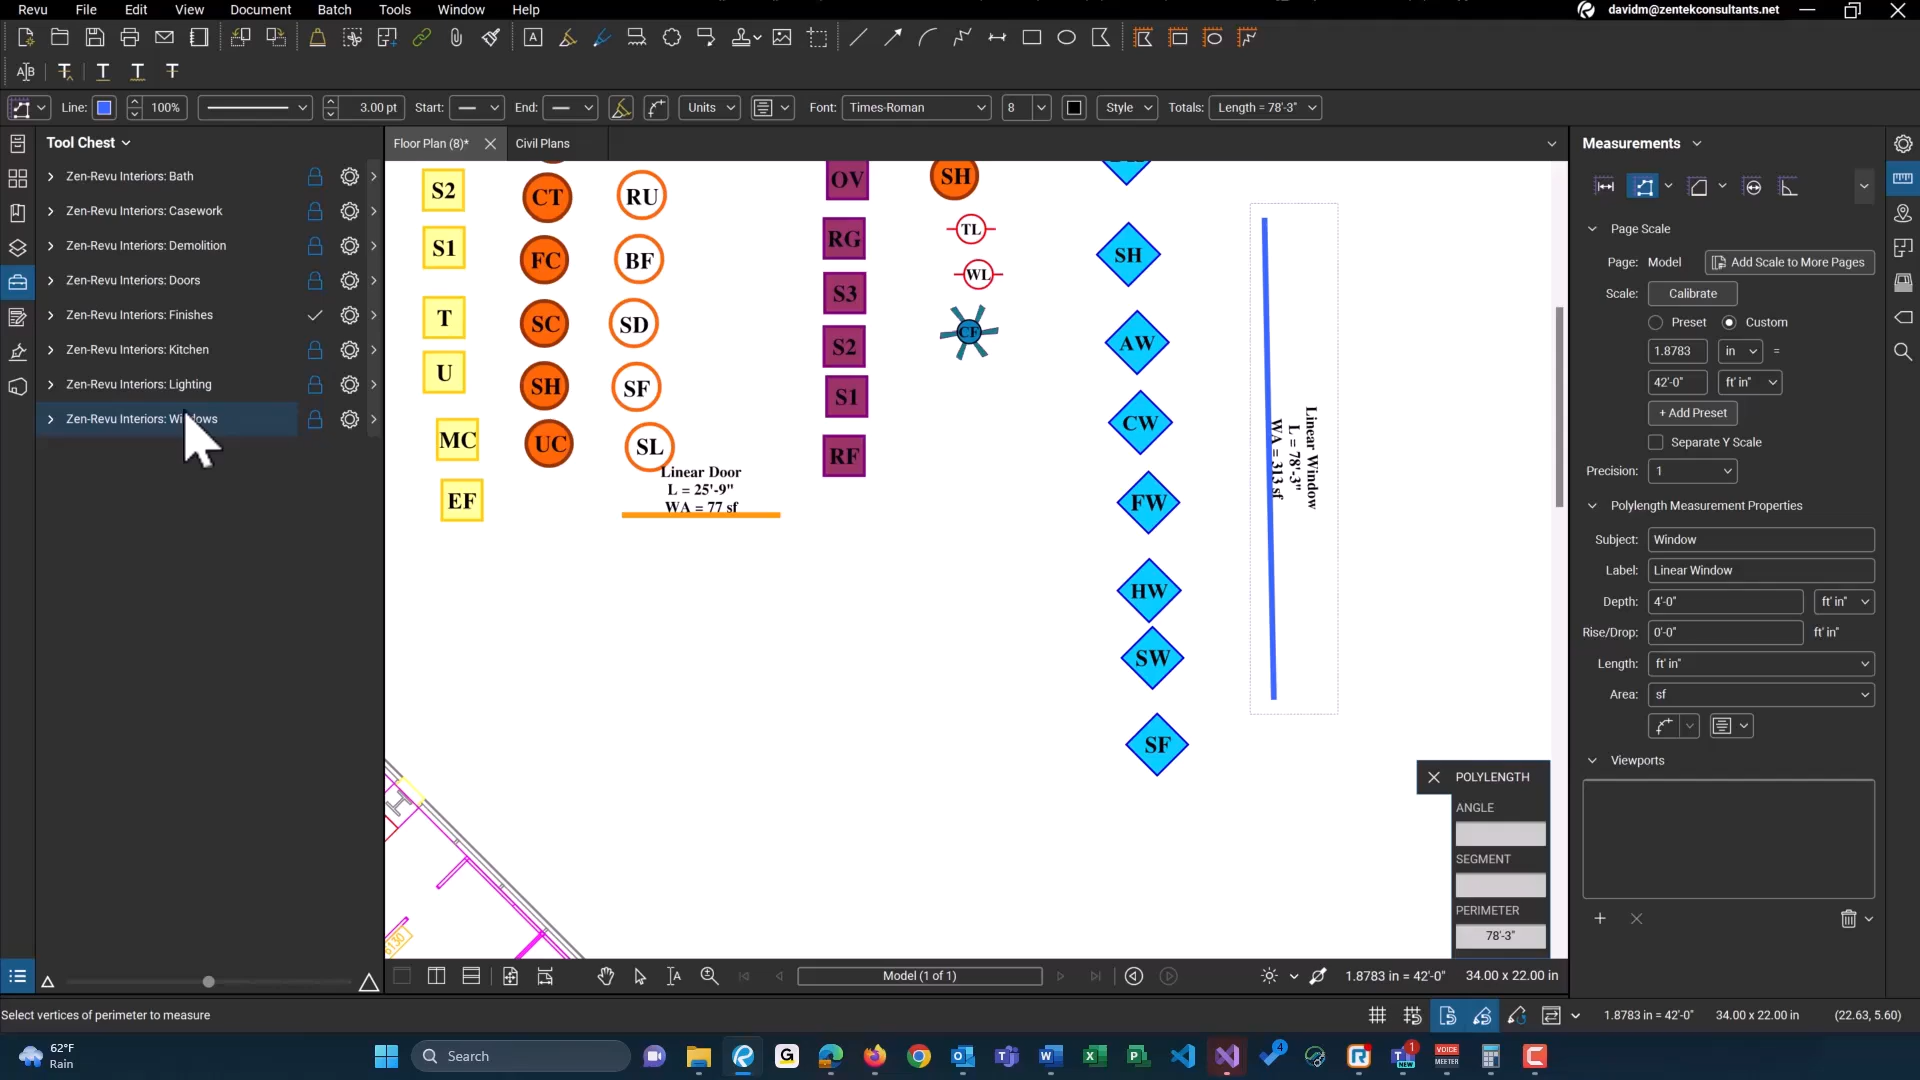 Revu File Edit View Document Batch Tools Window Help
davidm@zentekconsultants.net
Line: 100% 3.00 pt Start: End: Units Font: Times-Roman 8 Style Totals: Length = 78'-3"
Tool Chest
Zen-Revu Interiors: Bath
Zen-Revu Interiors: Casework
Zen-Revu Interiors: Demolition
Zen-Revu Interiors: Doors
Zen-Revu Interiors: Finishes
Zen-Revu Interiors: Kitchen
Zen-Revu Interiors: Lighting
Zen-Revu Interiors: Windows
Floor Plan (8)*
Civil Plans
S2
S1
T
U
MC
EF
CT
FC
SC
SH
UC
RU
BF
SD
SF
SL
Linear Door
L = 25'-9"
WA = 77 sf
OV
RG
S3
S2
S1
RF
SH
TL
WL
CF
SH
AW
CW
FW
HW
SW
SF
Linear Window
L = 78'-3"
WA = 313 sf
b130
POLYLENGTH
ANGLE
SEGMENT
PERIMETER
78'-3"
Measurements
Page Scale
Page: Model Add Scale to More Pages
Scale: Calibrate
Preset Custom
1.8783 in =
42'-0" ft' in"
+ Add Preset
Separate Y Scale
Precision: 1
Polylength Measurement Properties
Subject: Window
Label: Linear Window
Depth: 4'-0" ft' in"
Rise/Drop: 0'-0" ft' in"
Length: ft' in"
Area: sf
Viewports
Model (1 of 1)
1.8783 in = 42'-0" 34.00 x 22.00 in
Select vertices of perimeter to measure
1.8783 in = 42'-0" 34.00 x 22.00 in (22.63, 5.60)
62°F
Rain
Search